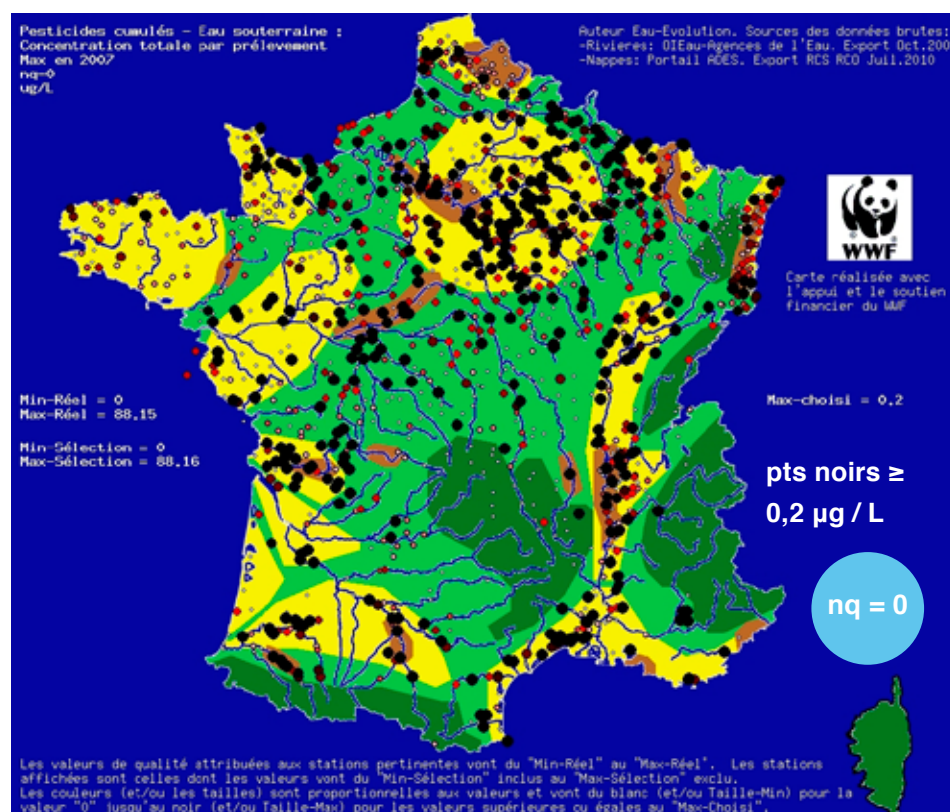 Pesticides cumulés - Eau souterraine :
Concentration totale par prélevement
Max en 2007
nq=0
ug/L
Auteur Eau-Evolution. Sources des données brutes:
-Rivieres: OIEau-Agences de l'Eau. Export Oct.200
-Nappes: Portail ADES. Export RCS RCO Juil.2010
WWF
Carte réalisée avec
l'appui et le soutien
financier du WWF
Min-Réel = 0
Max-Réel = 88.15
Max-choisi = 0.2
Min-Sélection = 0
Max-Sélection = 88.16
pts noirs ≥
0,2 µg / L
nq = 0
Les valeurs de qualité attribuées aux stations pertinentes vont du "Min-Réel" au "Max-Réel". Les stations
affichées sont celles dont les valeurs vont du "Min-Sélection" inclus au "Max-Sélection" exclu.
Les couleurs (et/ou les tailles) sont proportionnelles aux valeurs et vont du blanc (et/ou Taille-Min) pour la
valeur "0" jusqu'au noir (et/ou Taille-Max) pour les valeurs supérieures ou égales au "Max-Choisi".